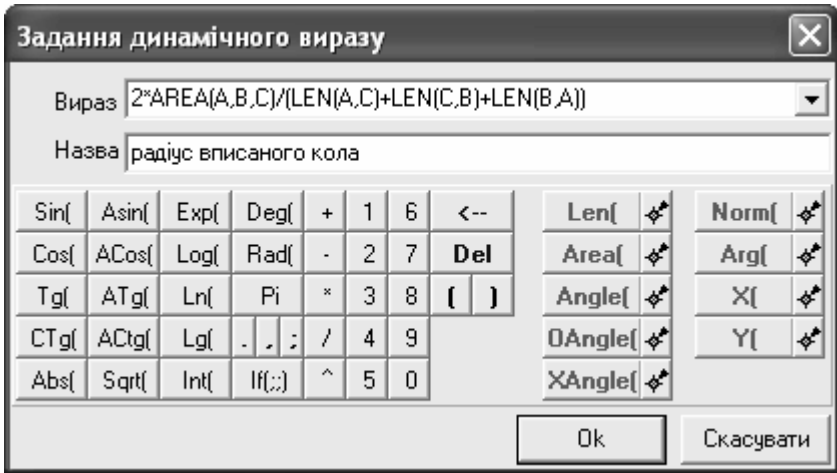 Задання динамічного виразу
Вираз 2*AREA(A,B,C)/(LEN(A,C)+LEN(C,B)+LEN(B,A))
Назва радіус вписаного кола
Sin( Asin( Exp( Deg( + 1 6 <-- Len( Norm(
Cos( ACos( Log( Rad( - 2 7 Del Area( Arg(
Tg( ATg( Ln( Pi * 3 8 ( ) Angle( X(
CTg( ACtg( Lg( . , ; / 4 9 OAngle( Y(
Abs( Sqrt( Int( If(;;) ^ 5 0 XAngle(
Ok Скасувати